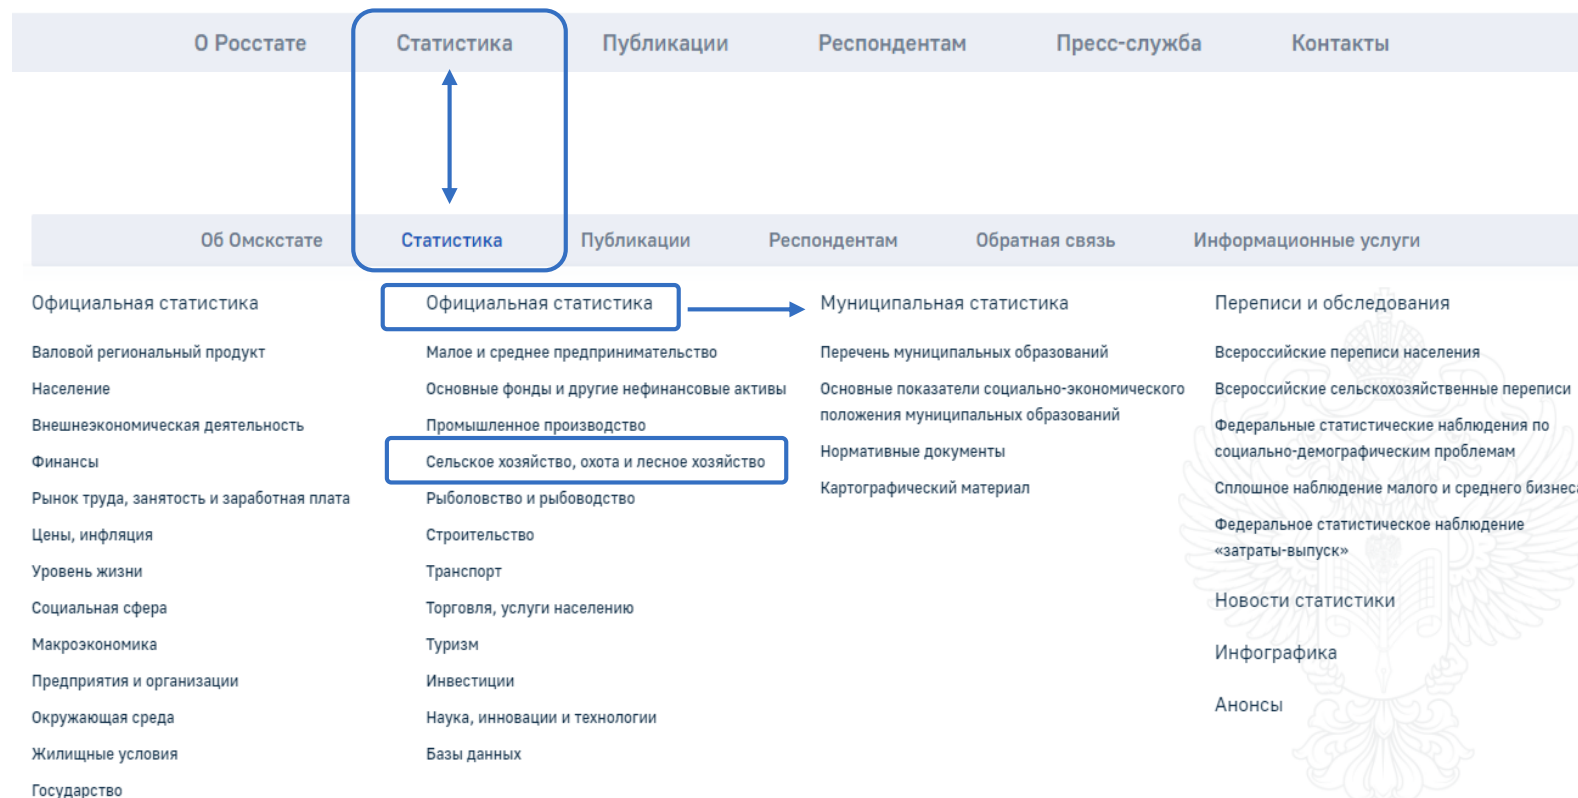 О Росстате Статистика Публикации Респондентам Пресс-служба Контакты
Об Омскстате Статистика Публикации Респондентам Обратная связь Информационные услуги
Официальная статистика
Валовой региональный продукт
Население
Внешнеэкономическая деятельность
Финансы
Рынок труда, занятость и заработная плата
Цены, инфляция
Уровень жизни
Социальная сфера
Макроэкономика
Предприятия и организации
Окружающая среда
Жилищные условия
Государство
Официальная статистика
Малое и среднее предпринимательство
Основные фонды и другие нефинансовые активы
Промышленное производство
Сельское хозяйство, охота и лесное хозяйство
Рыболовство и рыбоводство
Строительство
Транспорт
Торговля, услуги населению
Туризм
Инвестиции
Наука, инновации и технологии
Базы данных
Муниципальная статистика
Перечень муниципальных образований
Основные показатели социально-экономического
положения муниципальных образований
Нормативные документы
Картографический материал
Переписи и обследования
Всероссийские переписи населения
Всероссийские сельскохозяйственные переписи
Федеральные статистические наблюдения по
социально-демографическим проблемам
Сплошное наблюдение малого и среднего бизнеса
Федеральное статистическое наблюдение
«затраты-выпуск»
Новости статистики
Инфографика
Анонсы